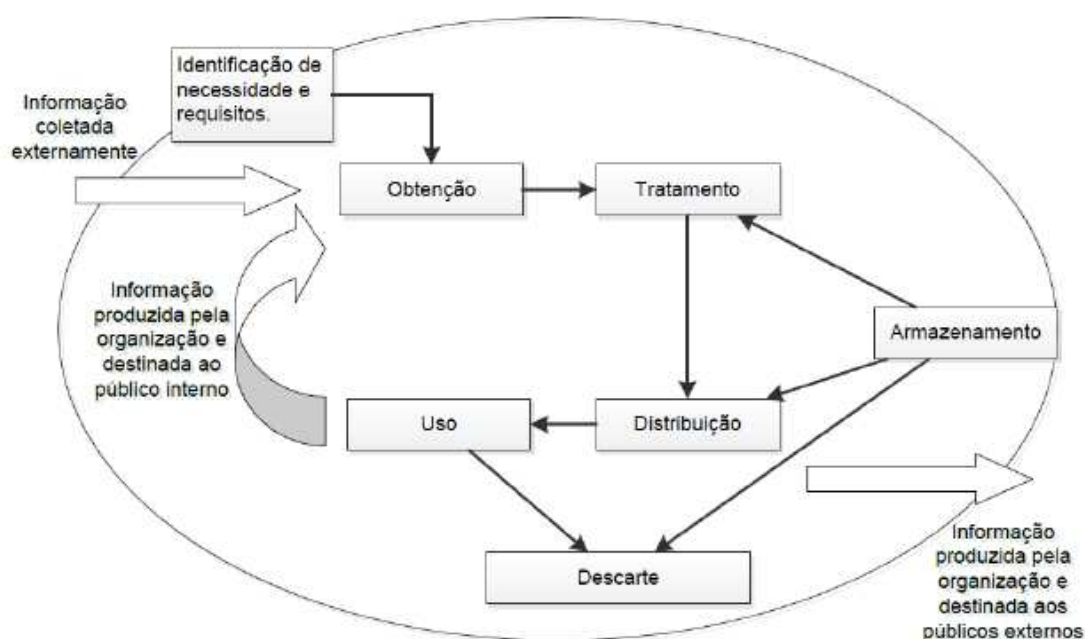 Identificação de
necessidade e
requisitos.
Informação
coletada
externamente
Obtenção
Tratamento
Informação
produzida pela
organização e
destinada ao
público interno
Armazenamento
Uso
Distribuição
Descarte
Informação
produzida pela
organização e
destinada aos
públicos externos